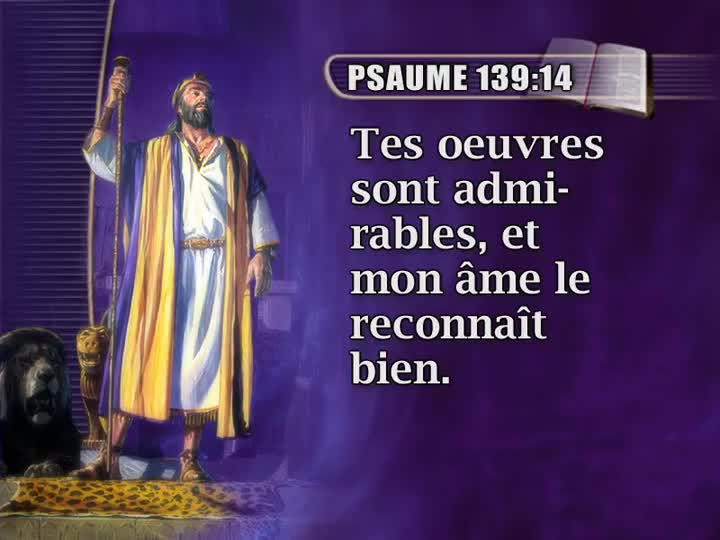 PSAUME 139:14
Tes oeuvres
sont admi-
rables, et
mon âme le
reconnaît
bien.